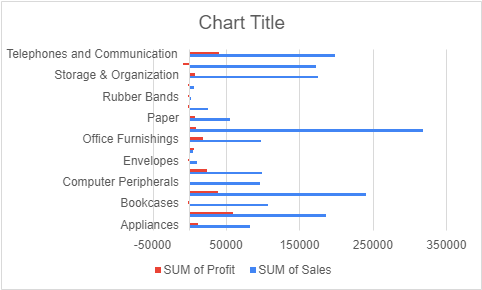 Chart Title
Telephones and Communication
Storage & Organization
Rubber Bands
Paper
Office Furnishings
Envelopes
Computer Peripherals
Bookcases
Appliances
-50000 50000 150000 250000 350000
SUM of Profit SUM of Sales